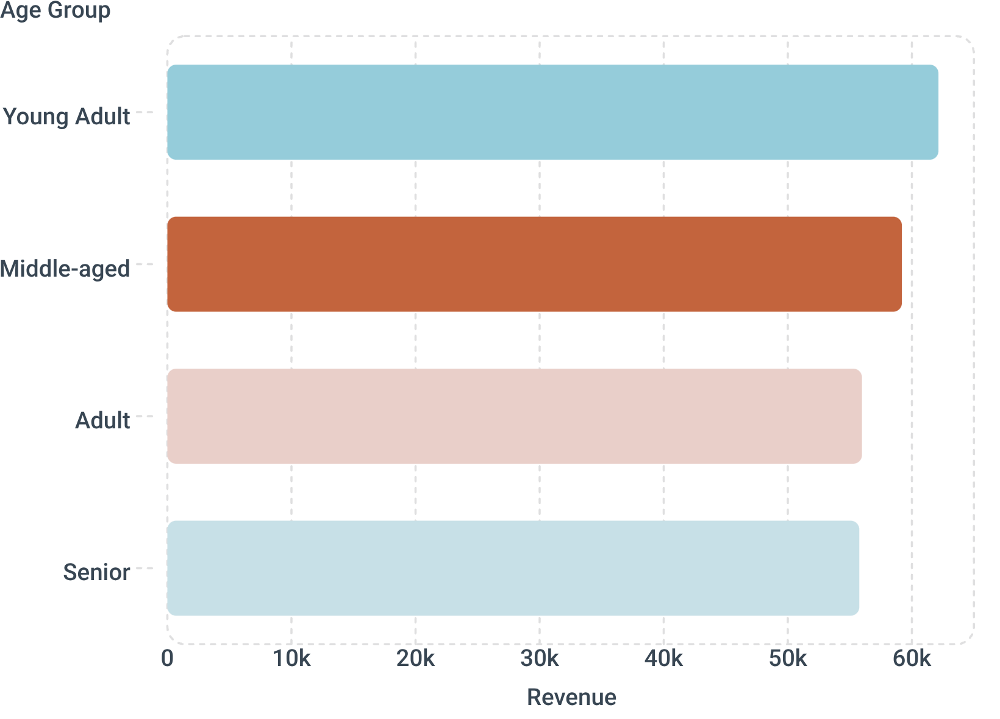 Age Group
Young Adult
Middle-aged
Adult
Senior
0 10k 20k 30k 40k 50k 60k
Revenue